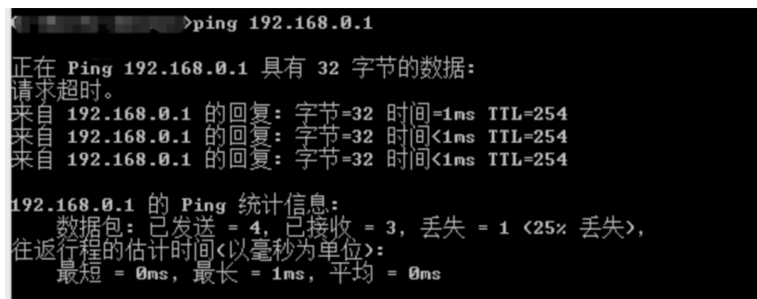 >ping 192.168.0.1
正在 Ping 192.168.0.1 具有 32 字节的数据:
请求超时。
来自 192.168.0.1 的回复: 字节=32 时间=1ms TTL=254
来自 192.168.0.1 的回复: 字节=32 时间<1ms TTL=254
来自 192.168.0.1 的回复: 字节=32 时间<1ms TTL=254
192.168.0.1 的 Ping 统计信息:
数据包: 已发送 = 4, 已接收 = 3, 丢失 = 1 (25% 丢失),
往返行程的估计时间(以毫秒为单位):
最短 = 0ms, 最长 = 1ms, 平均 = 0ms